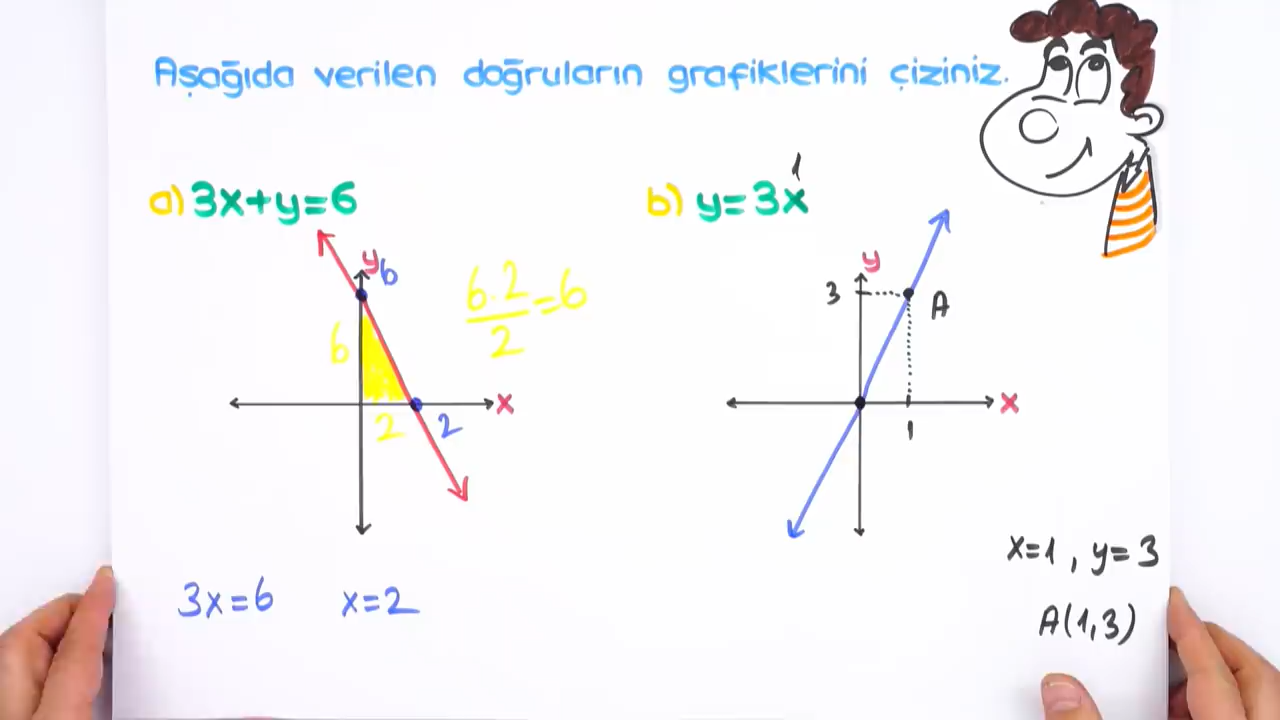 Aşağıda verilen doğruların grafiklerini çiziniz.
a) 3x+y=6
y
6
6
2
2
x
6.2/2=6
3x=6 x=2
1
b) y=3x
y
3
A
1
x
x=1, y=3
A(1,3)